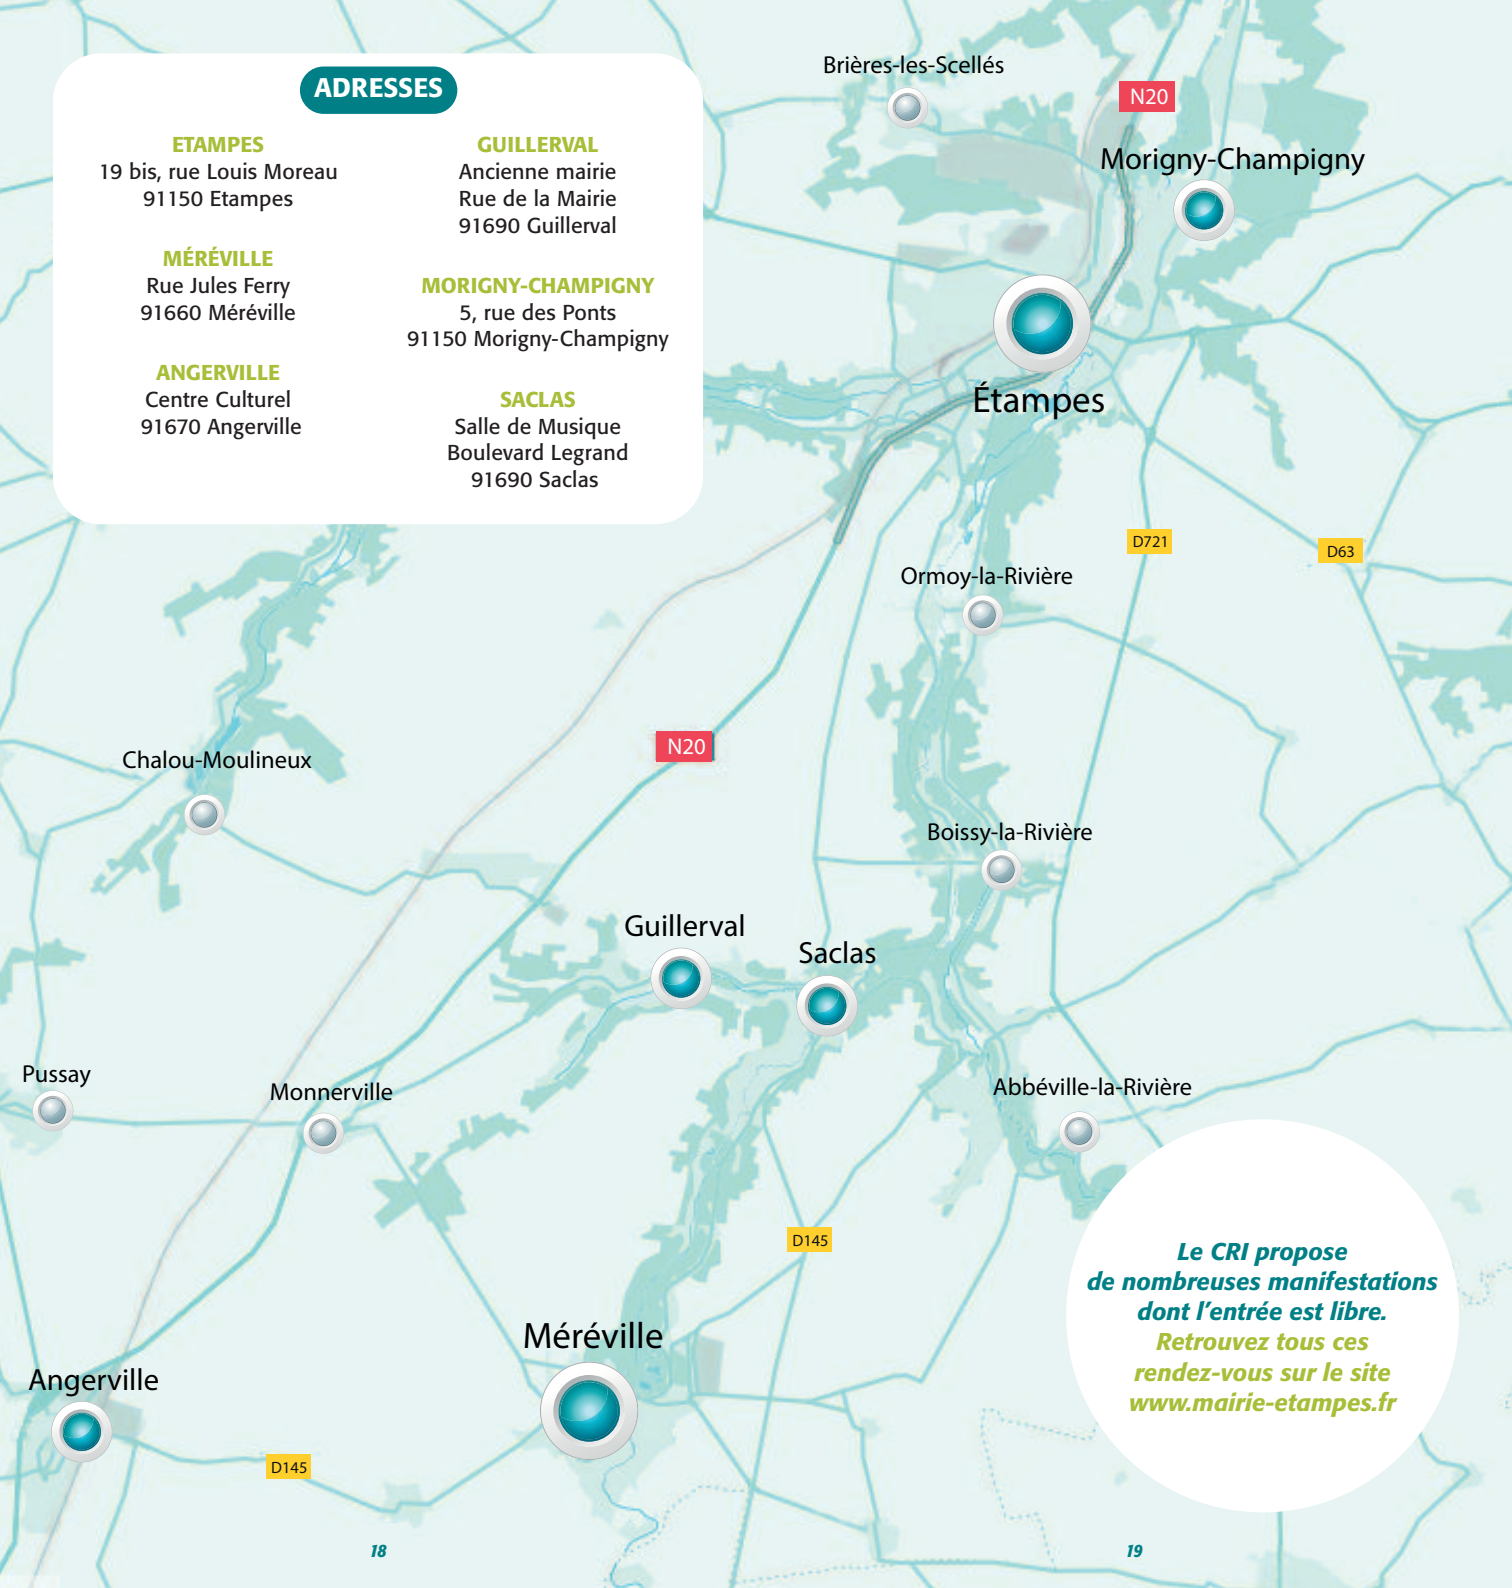 ADRESSES
ETAMPES
19 bis, rue Louis Moreau
91150 Etampes
MÉRÉVILLE
Rue Jules Ferry
91660 Méréville
ANGERVILLE
Centre Culturel
91670 Angerville
GUILLERVAL
Ancienne mairie
Rue de la Mairie
91690 Guillerval
MORIGNY-CHAMPIGNY
5, rue des Ponts
91150 Morigny-Champigny
SACLAS
Salle de Musique
Boulevard Legrand
91690 Saclas
Brières-les-Scellés
N20
Morigny-Champigny
Étampes
D721
D63
Ormoy-la-Rivière
N20
Chalou-Moulineux
Boissy-la-Rivière
Guillerval
Saclas
Pussay
Monnerville
Abbéville-la-Rivière
D145
Méréville
Angerville
D145
Le CRI propose
de nombreuses manifestations
dont l'entrée est libre.
Retrouvez tous ces
rendez-vous sur le site
www.mairie-etampes.fr
18
19